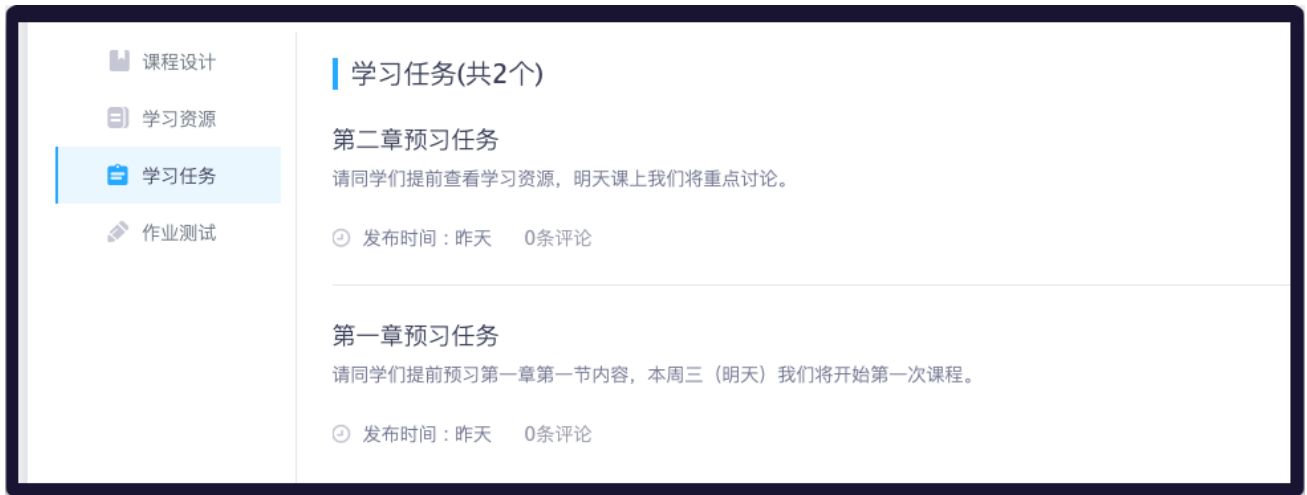 课程设计
学习资源
学习任务
作业测试
学习任务(共2个)
第二章预习任务
请同学们提前查看学习资源，明天课上我们将重点讨论。
发布时间：昨天 0条评论
第一章预习任务
请同学们提前预习第一章第一节内容，本周三（明天）我们将开始第一次课程。
发布时间：昨天 0条评论